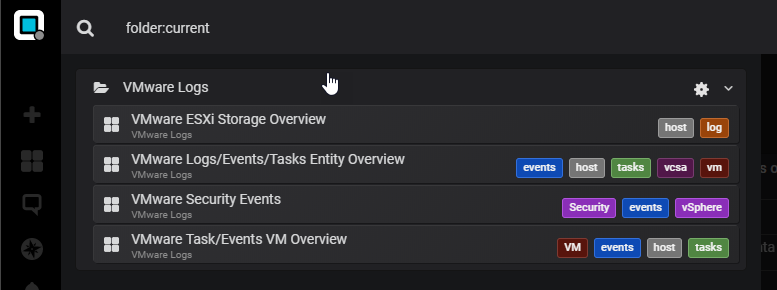 folder:current
VMware Logs
VMware ESXi Storage Overview
VMware Logs
host log
VMware Logs/Events/Tasks Entity Overview
VMware Logs
events host tasks vcsa vm
VMware Security Events
VMware Logs
Security events vSphere
VMware Task/Events VM Overview
VMware Logs
VM events host tasks